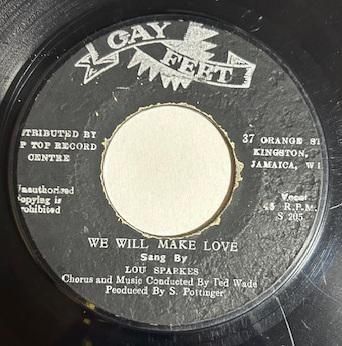 GAY
FEET
TRIBUTED BY
P TOP RECORD
CENTRE
37 ORANGE ST
KINGSTON,
JAMAICA, W I
Unauthorized
Copying is
Prohibited
Vocal
45 R.P.M.
S 205
WE WILL MAKE LOVE
Sang By
LOU SPARKES
Chorus and Music Conducted By Ted Wade
Produced By S. Pottinger